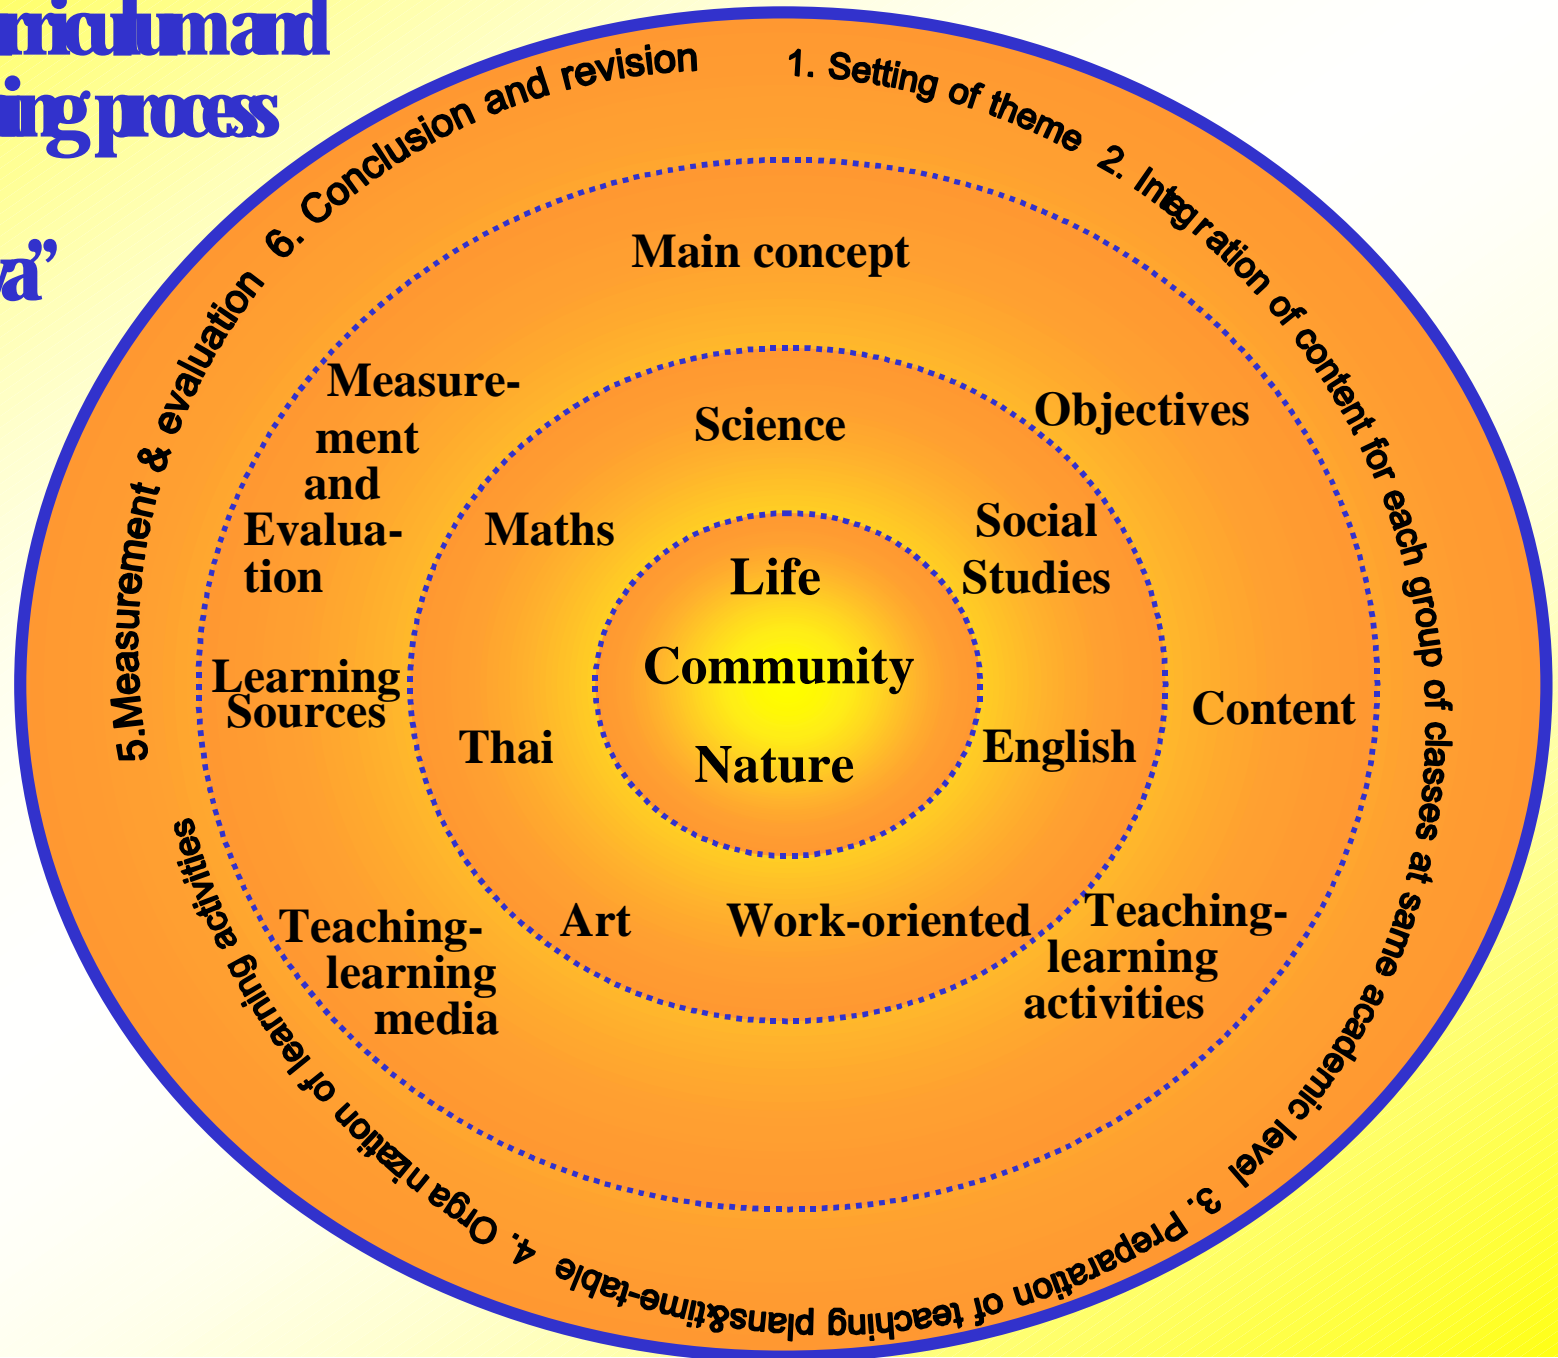 rriculum and
ing process
va”
1. Setting of theme
2. Integration of content for each group of classes at same academic level
3. Preparation of teaching plans&time-table
4. Organization of learning activities
5.Measurement & evaluation
6. Conclusion and revision
Main concept
Objectives
Content
Teaching-
learning
activities
Teaching-
learning
media
Learning
Sources
Measure-
ment
and
Evalua-
tion
Science
Social
Studies
English
Work-oriented
Art
Thai
Maths
Life
Community
Nature